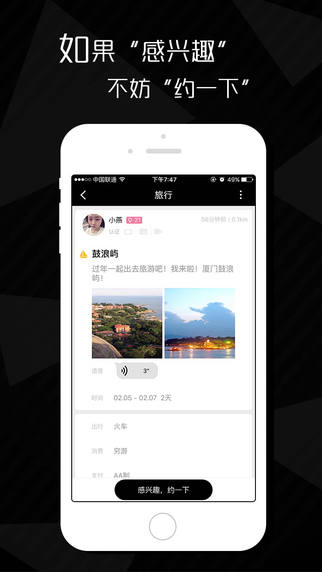 如果“感兴趣“
不妨“约一下”
中国联通
下午7:47
49%
旅行
小燕
21
56分钟前 | 0.1km
认证
鼓浪屿
过年一起出去旅游吧！我来啦！厦门鼓浪
屿！
语音
3"
时间
02.05 - 02.07 2天
出行
火车
消费
穷游
支付
AA制
感兴趣，约一下